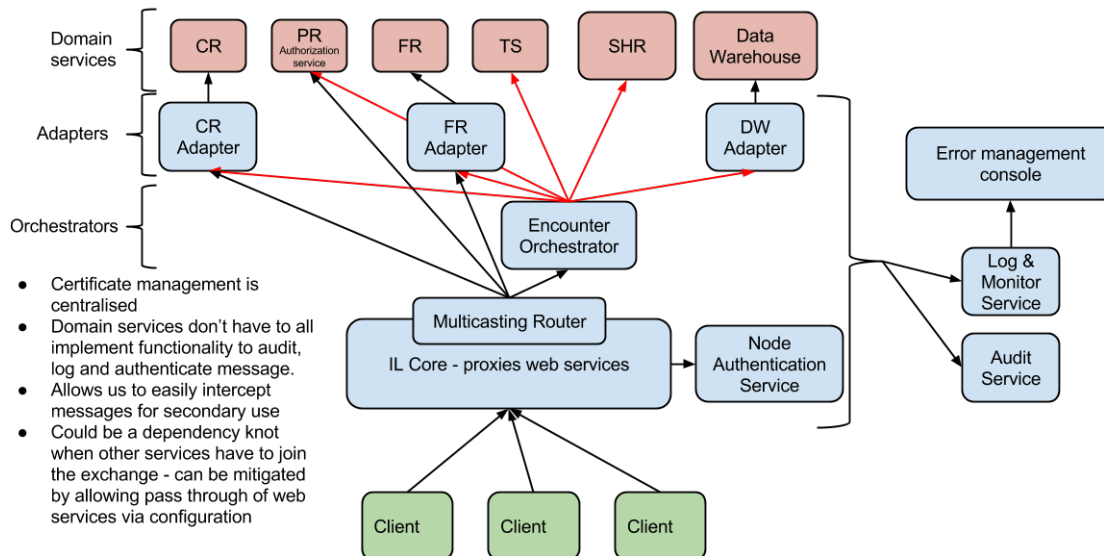 Domain
services
CR
PR
Authorization
service
FR
TS
SHR
Data
Warehouse
Adapters
CR
Adapter
FR
Adapter
DW
Adapter
Error management
console
Orchestrators
Encounter
Orchestrator
Log &
Monitor
Service
● Certificate management is
centralised
● Domain services don't have to all
implement functionality to audit,
log and authenticate message.
● Allows us to easily intercept
messages for secondary use
● Could be a dependency knot
when other services have to join
the exchange - can be mitigated
by allowing pass through of web
services via configuration
Multicasting Router
IL Core - proxies web services
Node
Authentication
Service
Audit
Service
Client
Client
Client